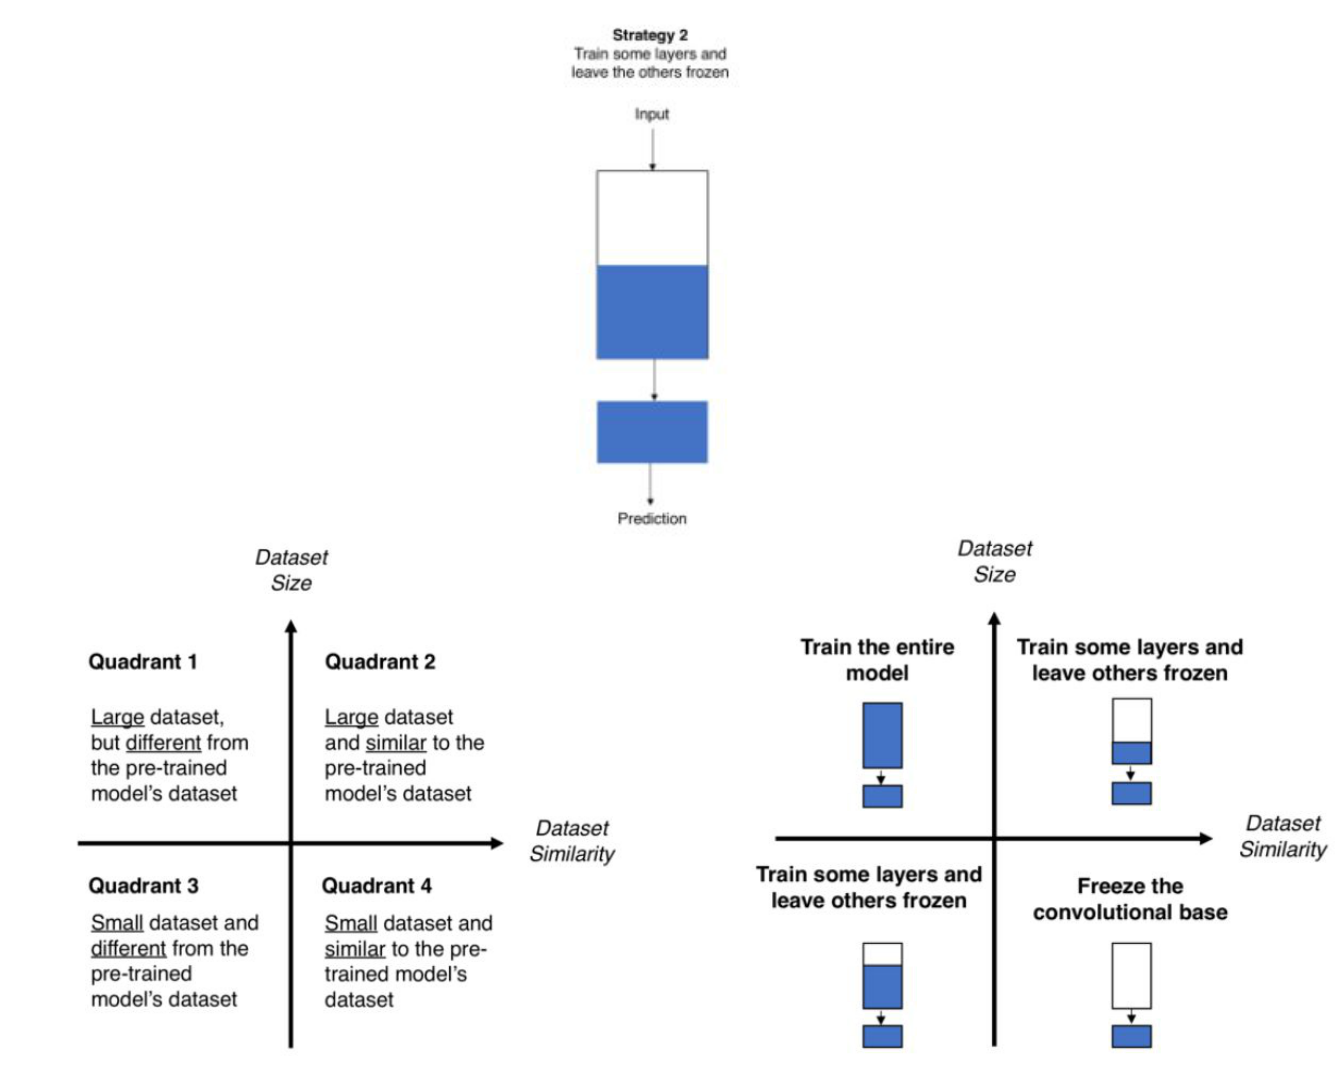 Strategy 2
Train some layers and
leave the others frozen
Input
Prediction
Dataset
Size
Quadrant 1
Large dataset,
but different from
the pre-trained
model's dataset
Quadrant 2
Large dataset
and similar to the
pre-trained
model's dataset
Dataset
Similarity
Quadrant 3
Small dataset and
different from the
pre-trained
model's dataset
Quadrant 4
Small dataset and
similar to the pre-
trained model's
dataset
Dataset
Size
Train the entire
model
Train some layers and
leave others frozen
Dataset
Similarity
Train some layers and
leave others frozen
Freeze the
convolutional base